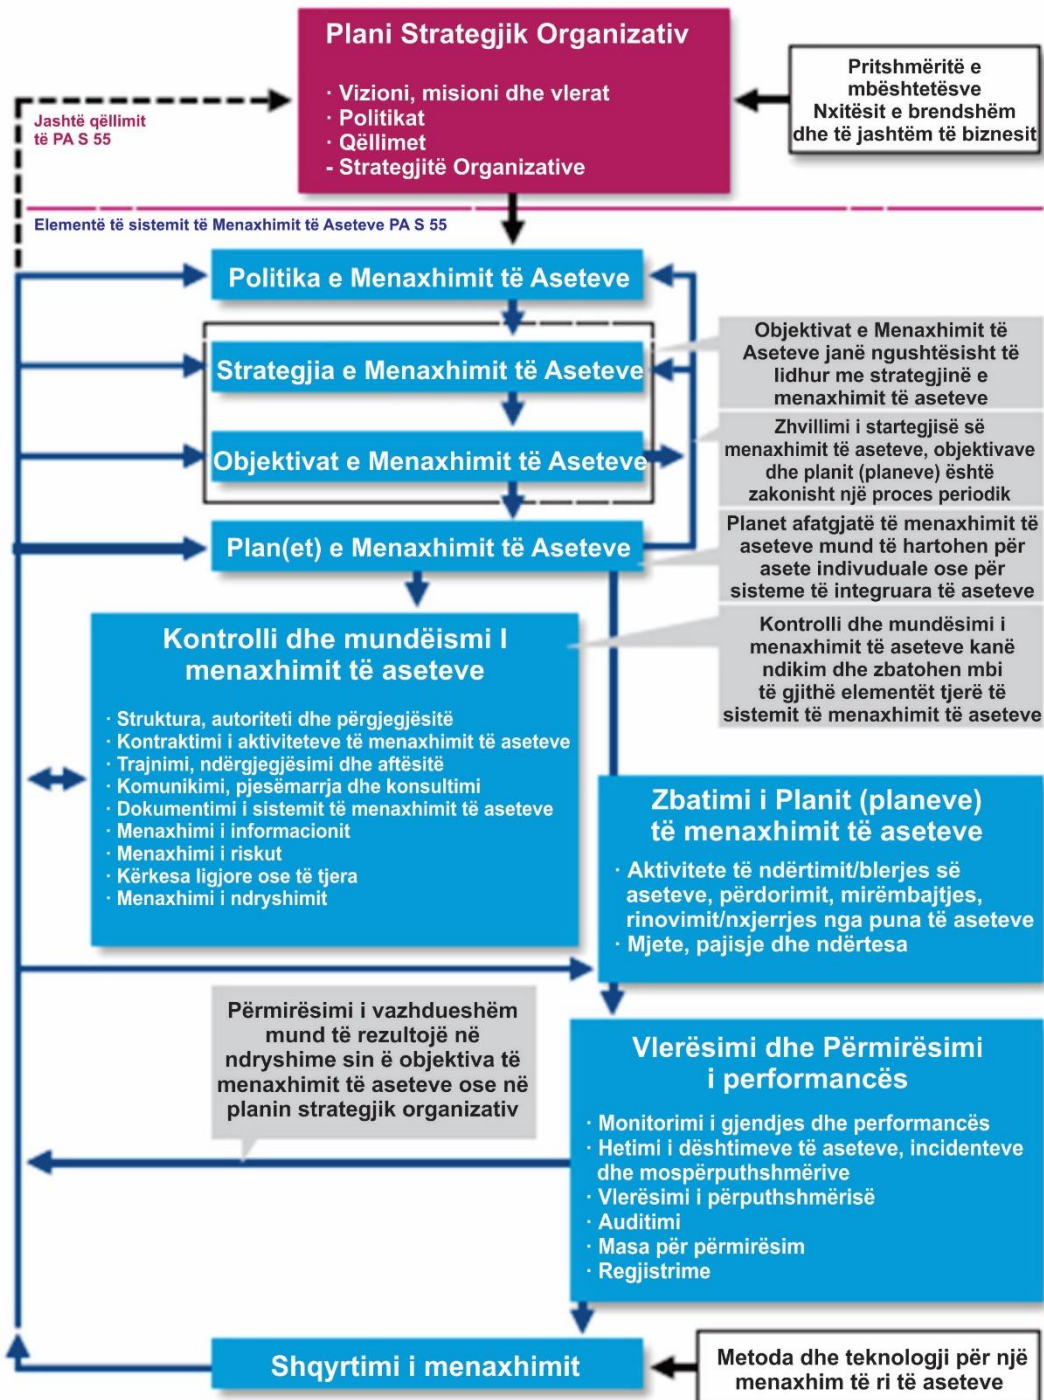 Plani Strategjik Organizativ
· Vizioni, misioni dhe vlerat
· Politikat
· Qëllimet
- Strategjitë Organizative
Pritshmëritë e
mbështetësve
Nxitësit e brendshëm
dhe të jashtëm të biznesit
Jashtë qëllimit
të PA S 55
Elementë të sistemit të Menaxhimit të Aseteve PA S 55
Politika e Menaxhimit të Aseteve
Strategjia e Menaxhimit të Aseteve
Objektivat e Menaxhimit të Aseteve
Plan(et) e Menaxhimit të Aseteve
Objektivat e Menaxhimit të
Aseteve janë ngushtësisht të
lidhur me strategjinë e
menaxhimit të aseteve
Zhvillimi i startegjisë së
menaxhimit të aseteve, objektivave
dhe planit (planeve) është
zakonisht një proces periodik
Planet afatgjatë të menaxhimit të
aseteve mund të hartohen për
asete indivuduale ose për
sisteme të integruara të aseteve
Kontrolli dhe mundësimi i
menaxhimit të aseteve kanë
ndikim dhe zbatohen mbi
të gjithë elementët tjerë të
sistemit të menaxhimit të aseteve
Kontrolli dhe mundëismi I
menaxhimit të aseteve
· Struktura, autoriteti dhe përgjegjësitë
· Kontraktimi i aktiviteteve të menaxhimit të aseteve
· Trajnimi, ndërgjegjësimi dhe aftësitë
· Komunikimi, pjesëmarrja dhe konsultimi
· Dokumentimi i sistemit të menaxhimit të aseteve
· Menaxhimi i informacionit
· Menaxhimi i riskut
· Kërkesa ligjore ose të tjera
· Menaxhimi i ndryshimit
Zbatimi i Planit (planeve)
të menaxhimit të aseteve
· Aktivitete të ndërtimit/blerjes së
aseteve, përdorimit, mirëmbajtjes,
rinovimit/nxjerrjes nga puna të aseteve
· Mjete, pajisje dhe ndërtesa
Përmirësimi i vazhdueshëm
mund të rezultojë në
ndryshime sin ë objektiva të
menaxhimit të aseteve ose në
planin strategjik organizativ
Vlerësimi dhe Përmirësimi
i performancës
· Monitorimi i gjendjes dhe performancës
· Hetimi i dështimeve të aseteve, incidenteve
dhe mospërputhshmërive
· Vlerësimi i përputhshmërisë
· Auditimi
· Masa për përmirësim
· Regjistrime
Shqyrtimi i menaxhimit
Metoda dhe teknologji për një
menaxhim të ri të aseteve